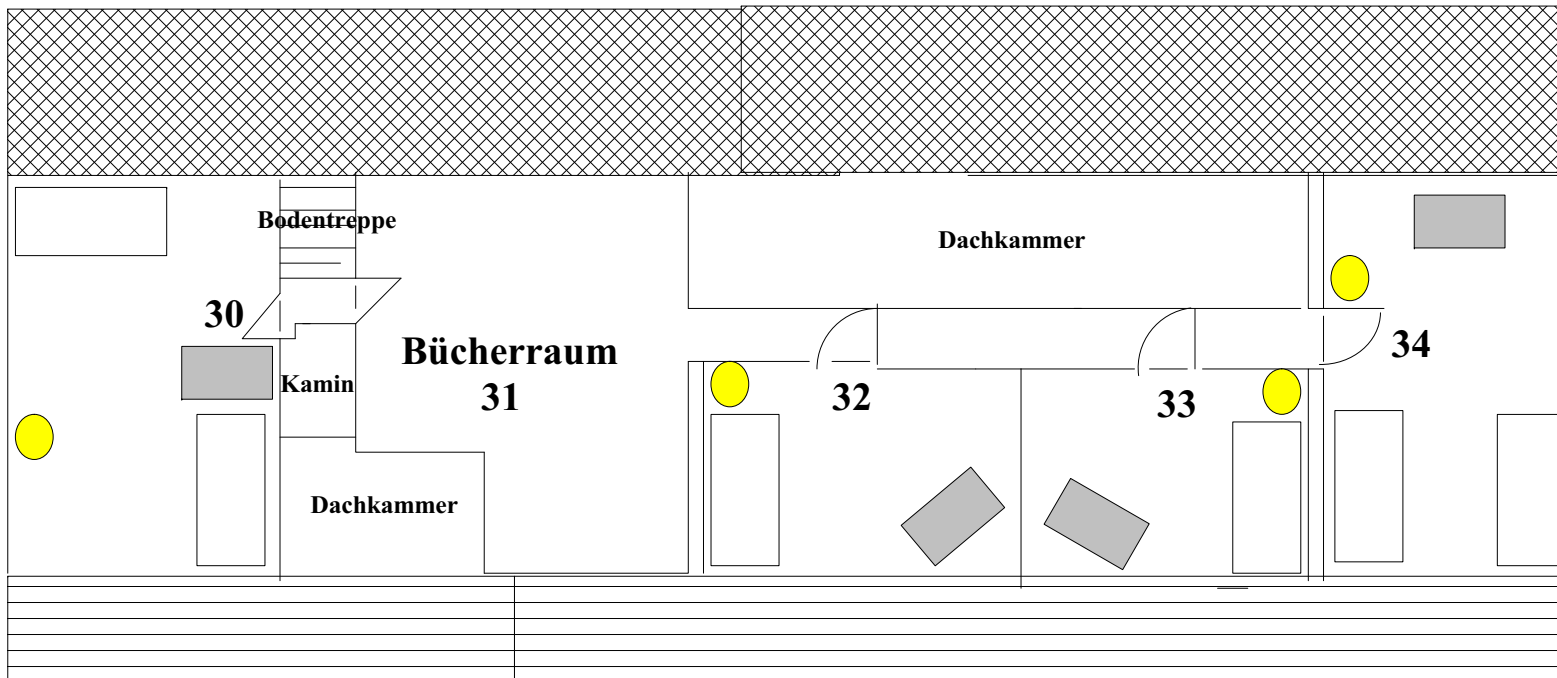 Bodentreppe
Dachkammer
30
34
Bücherraum
31
Kamin
32
33
Dachkammer